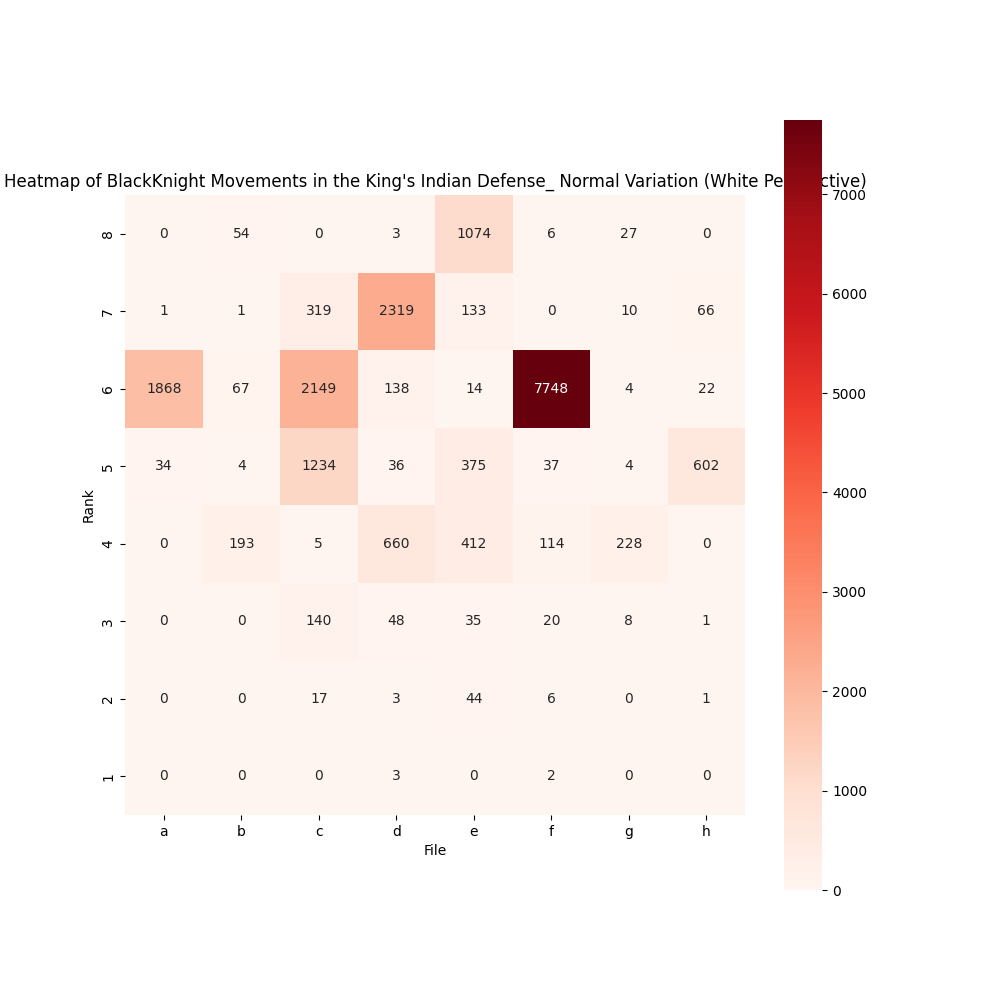 Heatmap of BlackKnight Movements in the King's Indian Defense_ Normal Variation (White Pe ctive)
7000
8 0 54 0 3 1074 6 27 0
7 1 1 319 2319 133 0 10 66
6000
6 1868 67 2149 138 14 7748 4 22
5000
5 34 4 1234 36 375 37 4 602
4000
Rank
4 0 193 5 660 412 114 228 0
3000
3 0 0 140 48 35 20 8 1
2 0 0 17 3 44 6 0 1
2000
1 0 0 0 3 0 2 0 0
1000
a b c d e f g h
File
0